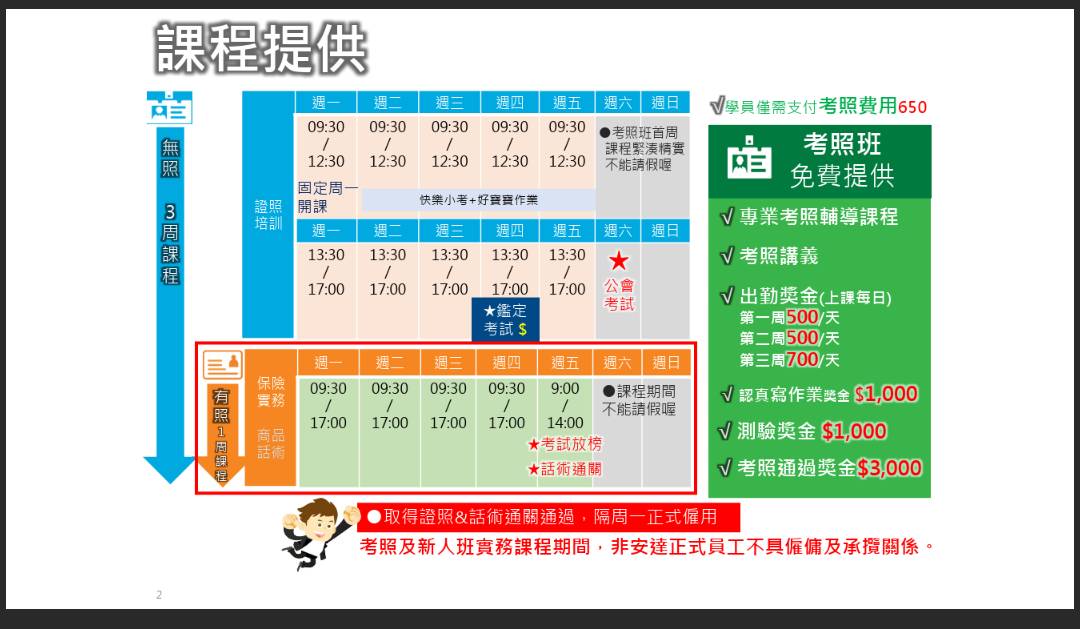 課程提供
無照 3周課程
證照
培訓
週一 週二 週三 週四 週五 週六 週日
09:30 09:30 09:30 09:30 09:30
/ / / / /
12:30 12:30 12:30 12:30 12:30
●考照班首周
課程緊湊精實
不能請假喔
固定周一
開課
快樂小考+好寶寶作業
週一 週二 週三 週四 週五 週六 週日
13:30 13:30 13:30 13:30 13:30
/ / / / /
17:00 17:00 17:00 17:00 17:00
★
公會
考試
★鑑定
考試 $
有照1周課程
保險
實務
商品
話術
週一 週二 週三 週四 週五 週六 週日
09:30 09:30 09:30 09:30 9:00
/ / / / /
17:00 17:00 17:00 17:00 14:00
●課程期間
不能請假喔
★考試放榜
★話術通關
√學員僅需支付考照費用650
考照班
免費提供
√ 專業考照輔導課程
√ 考照講義
√ 出勤獎金(上課每日)
第一周500/天
第二周500/天
第三周700/天
√ 認真寫作業獎金 $1,000
√ 測驗獎金 $1,000
√ 考照通過獎金$3,000
●取得證照&話術通關通過，隔周一正式僱用
考照及新人班實務課程期間，非安達正式員工不具僱傭及承攬關係。
2